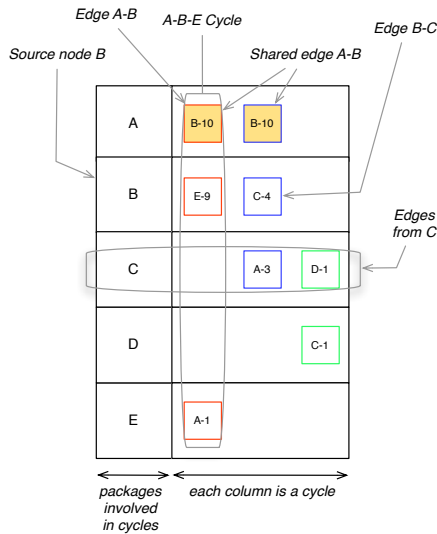 Edge A-B
A-B-E Cycle
Edge B-C
Source node B
Shared edge A-B
A
B-10
B-10
B
E-9
C-4
Edges
from C
C
A-3
D-1
D
C-1
E
A-1
packages
involved
in cycles
each column is a cycle